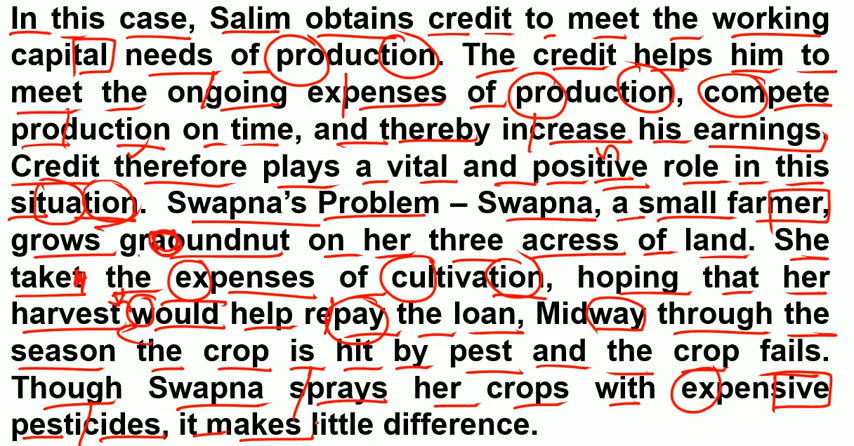 In this case, Salim obtains credit to meet the working
capital needs of production. The credit helps him to
meet the ongoing expenses of production, compete
production on time, and thereby increase his earnings,
Credit therefore plays a vital and positive role in this
situation. Swapna's Problem – Swapna, a small farmer,
grows graoundnut on her three acress of land. She
taket the expenses of cultivation, hoping that her
harvest would help repay the loan, Midway through the
season the crop is hit by pest and the crop fails.
Though Swapna sprays her crops with expensive
pesticides, it makes little difference.